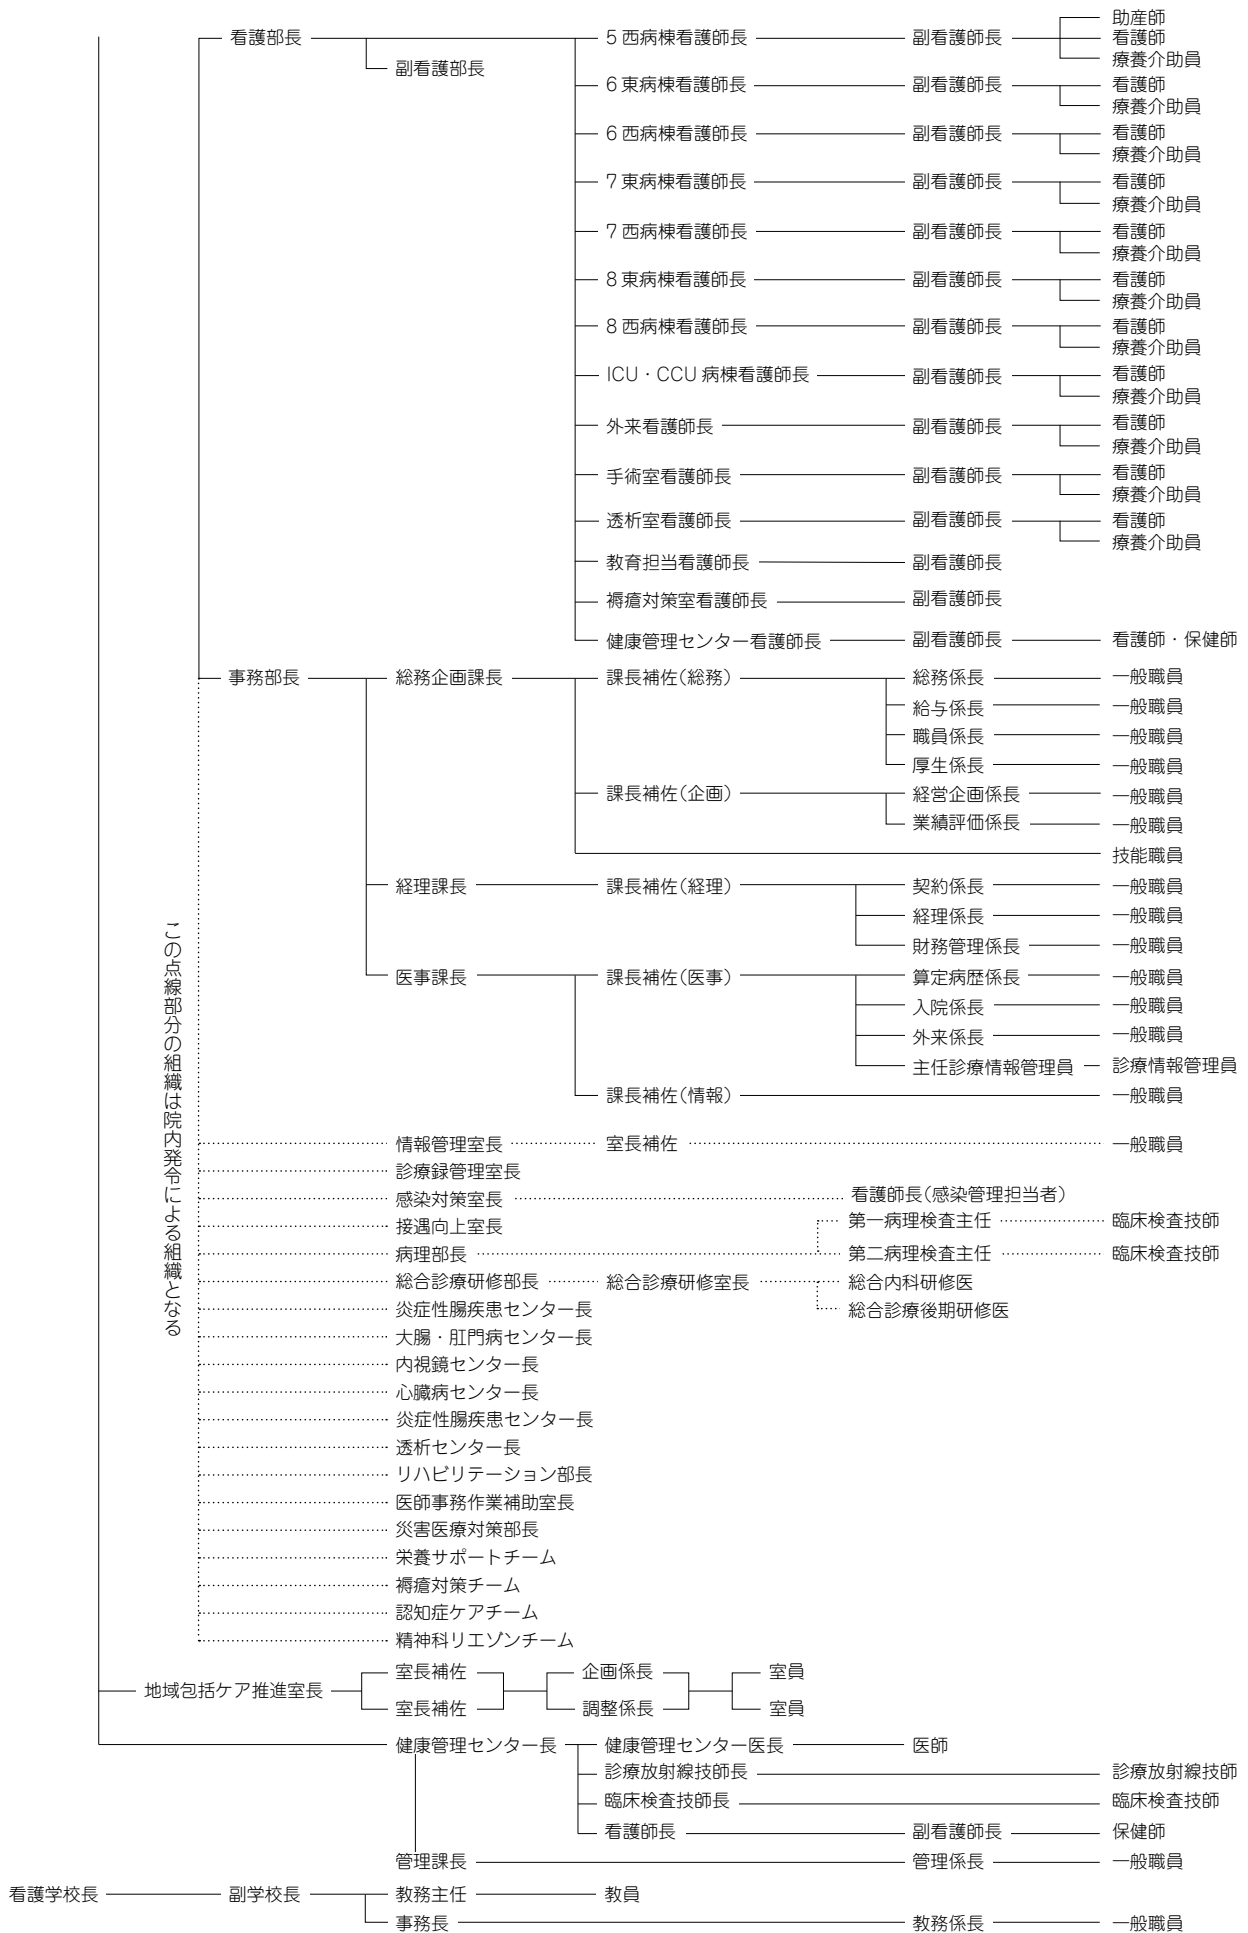 助産師
看護部長 5西病棟看護師長 副看護師長 看護師
副看護部長 療養介助員
6東病棟看護師長 副看護師長 看護師
療養介助員
6西病棟看護師長 副看護師長 看護師
療養介助員
7東病棟看護師長 副看護師長 看護師
療養介助員
7西病棟看護師長 副看護師長 看護師
療養介助員
8東病棟看護師長 副看護師長 看護師
療養介助員
8西病棟看護師長 副看護師長 看護師
療養介助員
ICU・CCU病棟看護師長 副看護師長 看護師
療養介助員
外来看護師長 副看護師長 看護師
療養介助員
手術室看護師長 副看護師長 看護師
療養介助員
透析室看護師長 副看護師長 看護師
療養介助員
教育担当看護師長 副看護師長
褥瘡対策室看護師長 副看護師長
健康管理センター看護師長 副看護師長 看護師・保健師
事務部長 総務企画課長 課長補佐(総務) 総務係長 一般職員
給与係長 一般職員
職員係長 一般職員
厚生係長 一般職員
課長補佐(企画) 経営企画係長 一般職員
業績評価係長 一般職員
技能職員
経理課長 課長補佐(経理) 契約係長 一般職員
経理係長 一般職員
財務管理係長 一般職員
医事課長 課長補佐(医事) 算定病歴係長 一般職員
入院係長 一般職員
外来係長 一般職員
主任診療情報管理員 診療情報管理員
課長補佐(情報) 一般職員
この点線部分の組織は院内発令による組織となる
情報管理室長 室長補佐 一般職員
診療録管理室長
感染対策室長 看護師長(感染管理担当者)
接遇向上室長 第一病理検査主任 臨床検査技師
病理部長 第二病理検査主任 臨床検査技師
総合診療研修部長 総合診療研修室長 総合内科研修医
炎症性腸疾患センター長 総合診療後期研修医
大腸・肛門病センター長
内視鏡センター長
心臓病センター長
炎症性腸疾患センター長
透析センター長
リハビリテーション部長
医師事務作業補助室長
災害医療対策部長
栄養サポートチーム
褥瘡対策チーム
認知症ケアチーム
精神科リエゾンチーム
室長補佐 企画係長 室員
地域包括ケア推進室長
室長補佐 調整係長 室員
健康管理センター長 健康管理センター医長 医師
診療放射線技師長 診療放射線技師
臨床検査技師長 臨床検査技師
看護師長 副看護師長 保健師
管理課長 管理係長 一般職員
看護学校長 副学校長 教務主任 教員
事務長 教務係長 一般職員